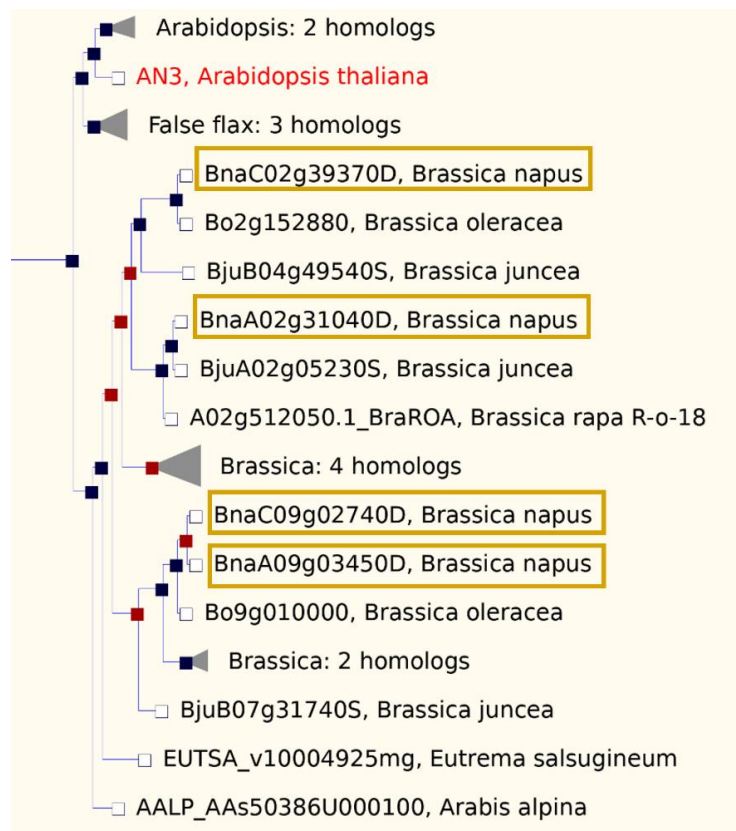 Arabidopsis: 2 homologs
AN3, Arabidopsis thaliana
False flax: 3 homologs
BnaC02g39370D, Brassica napus
Bo2g152880, Brassica oleracea
BjuB04g49540S, Brassica juncea
BnaA02g31040D, Brassica napus
BjuA02g05230S, Brassica juncea
A02g512050.1_BraROA, Brassica rapa R-o-18
Brassica: 4 homologs
BnaC09g02740D, Brassica napus
BnaA09g03450D, Brassica napus
Bo9g010000, Brassica oleracea
Brassica: 2 homologs
BjuB07g31740S, Brassica juncea
EUTSA_v10004925mg, Eutrema salsugineum
AALP_AAs50386U000100, Arabis alpina